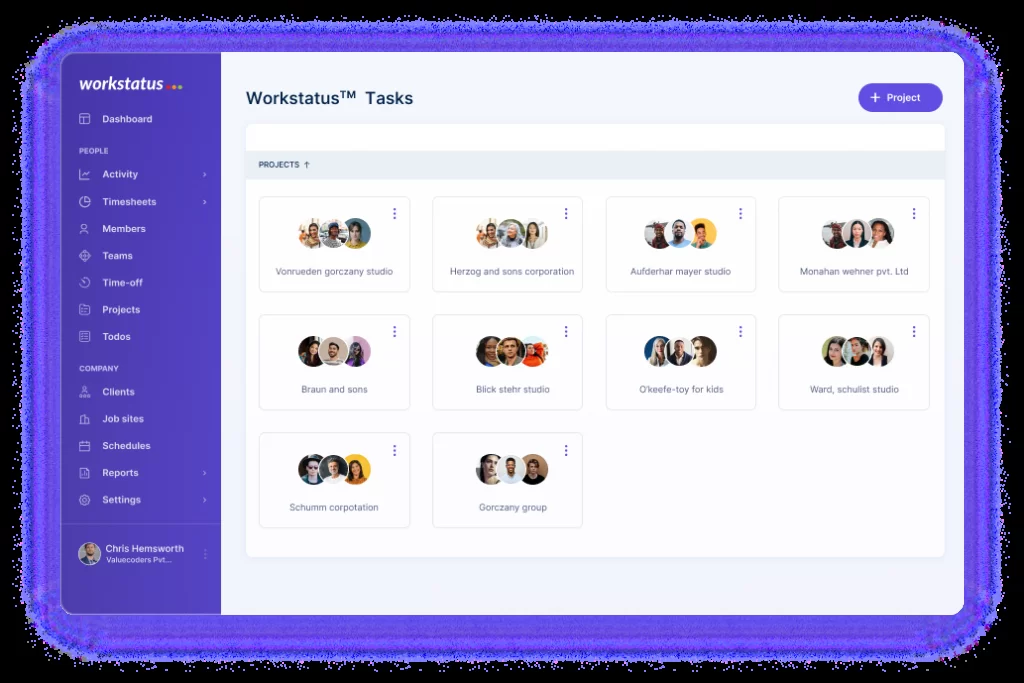 workstatus
Dashboard
PEOPLE
Activity
Timesheets
Members
Teams
Time-off
Projects
Todos
COMPANY
Clients
Job sites
Schedules
Reports
Settings
Chris Hemsworth
Valuecoders Pvt...
Workstatus™ Tasks
+ Project
PROJECTS ↑
Vonrueden gorczany studio
Herzog and sons corporation
Aufderhar mayer studio
Monahan wehner pvt. Ltd
Braun and sons
Blick stehr studio
O'keefe-toy for kids
Ward, schulist studio
Schumm corpotation
Gorczany group